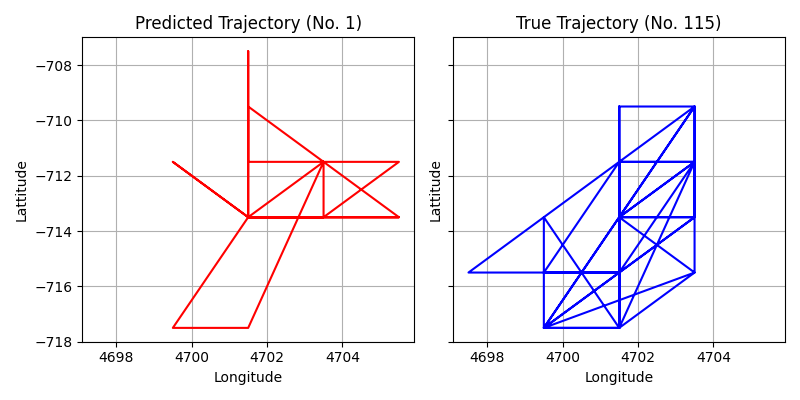 Predicted Trajectory (No. 1)
True Trajectory (No. 115)
Lattitude
−708
−710
−712
−714
−716
−718
4698 4700 4702 4704
Longitude
Lattitude
4698 4700 4702 4704
Longitude